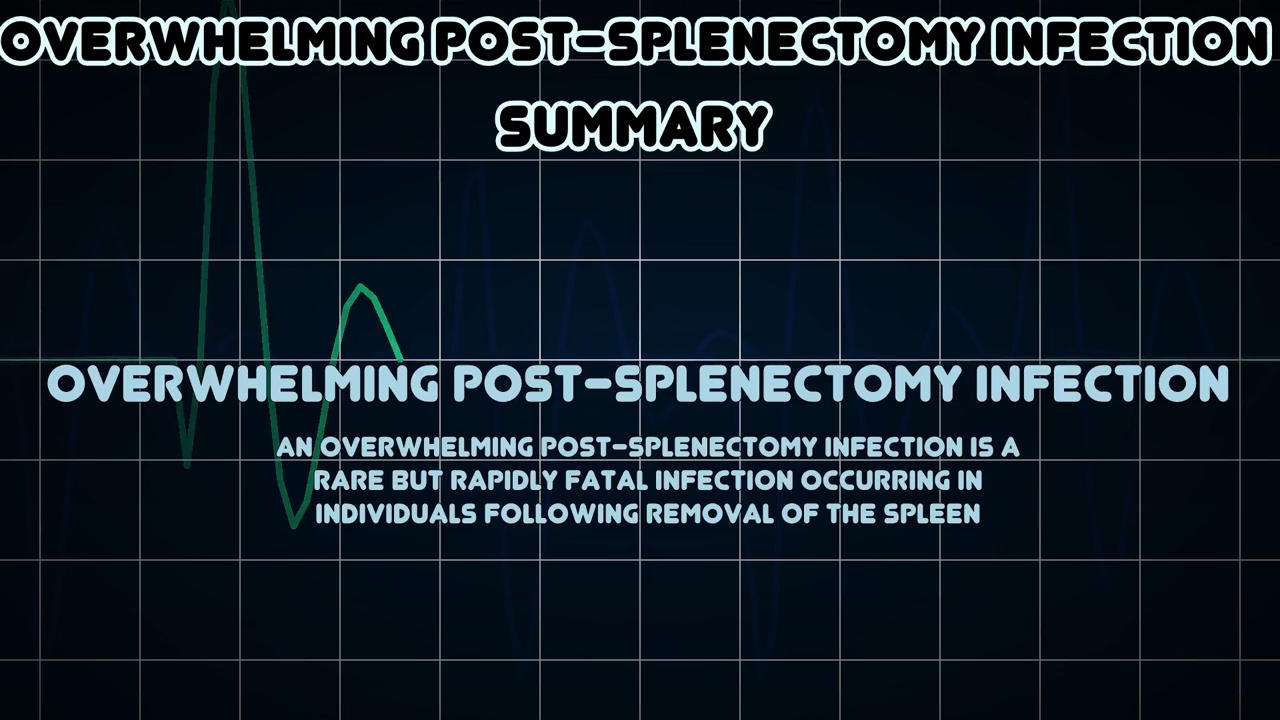 OVERWHELMING POST-SPLENECTOMY INFECTION
SUMMARY
OVERWHELMING POST-SPLENECTOMY INFECTION
AN OVERWHELMING POST-SPLENECTOMY INFECTION IS A
RARE BUT RAPIDLY FATAL INFECTION OCCURRING IN
INDIVIDUALS FOLLOWING REMOVAL OF THE SPLEEN